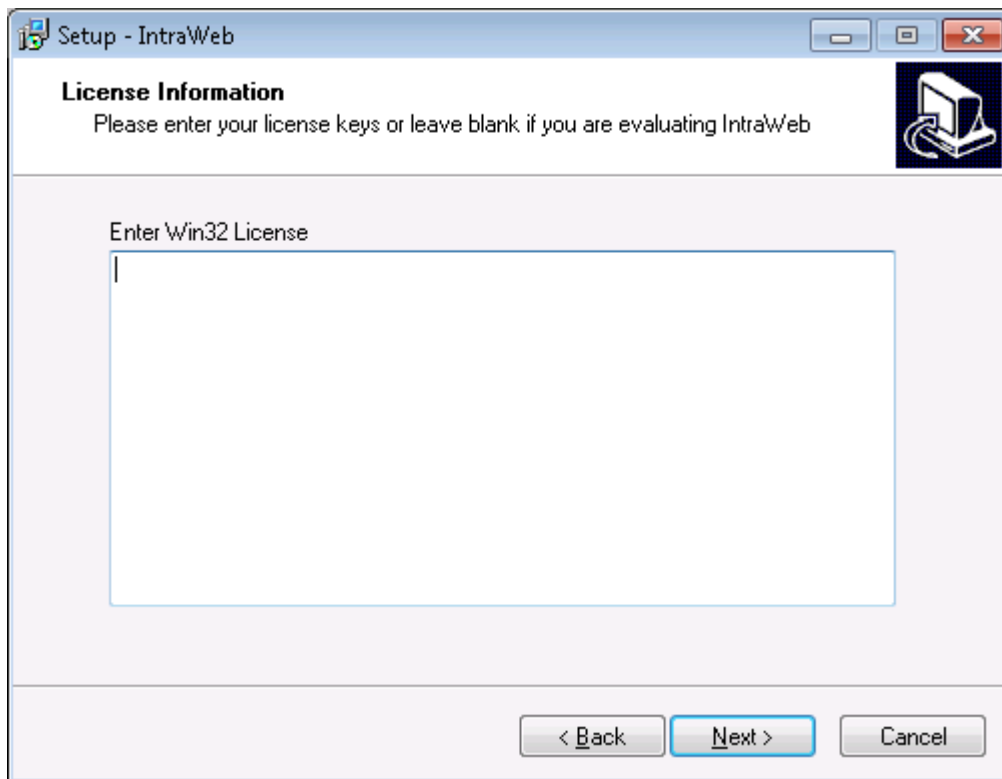 Setup - IntraWeb
License Information
Please enter your license keys or leave blank if you are evaluating IntraWeb
Enter Win32 License
< Back
Next >
Cancel